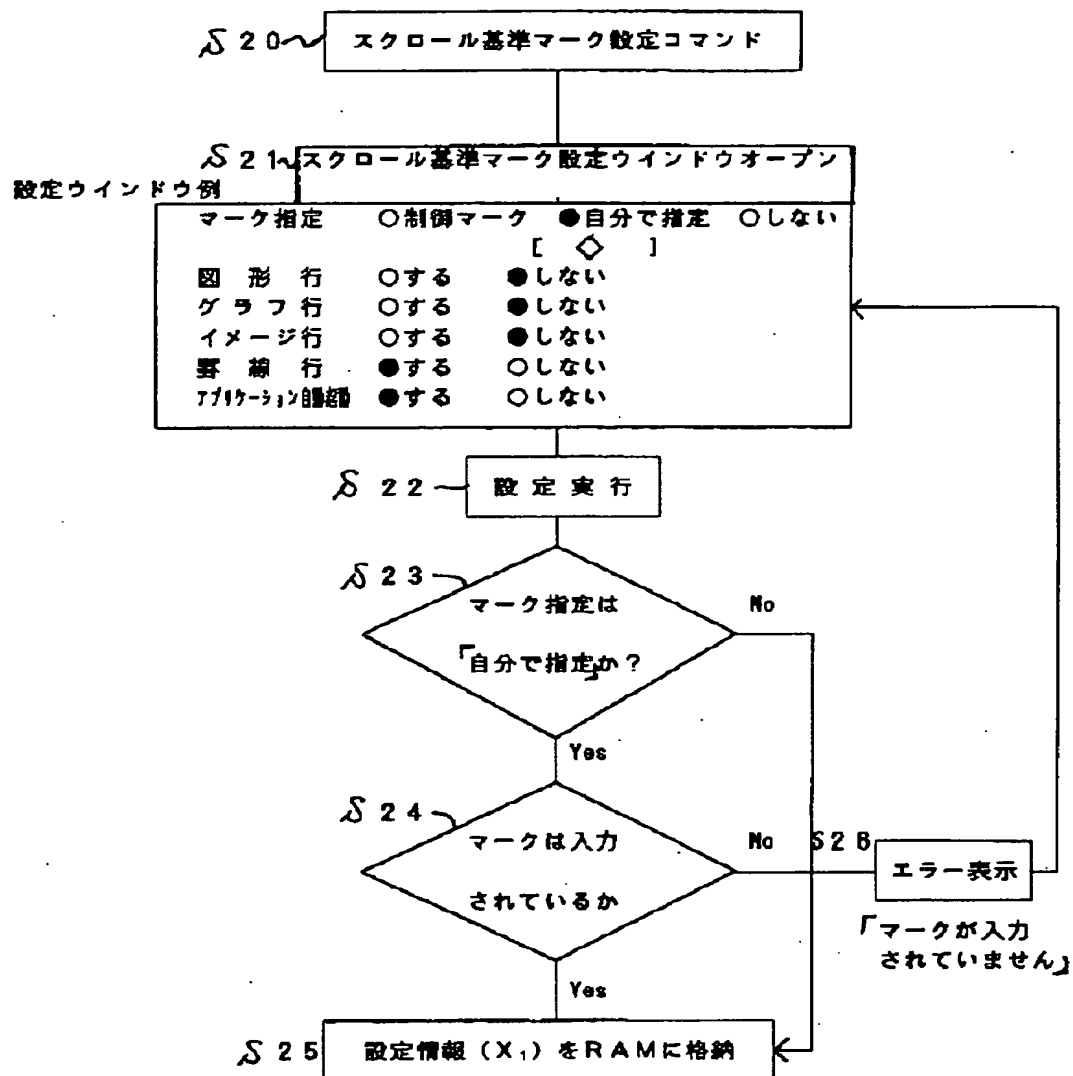 S20 スクロール基準マーク設定コマンド
S21 スクロール基準マーク設定ウインドウオープン
設定ウインドウ例
マーク指定 ○制御マーク ●自分で指定 ○しない
[ ◇ ]
図形行 ○する ●しない
グラフ行 ○する ●しない
イメージ行 ○する ●しない
罫線行 ●する ○しない
アプリケーション ●する ○しない
S22 設定実行
S23
マーク指定は
「自分で指定」か?
No
Yes
S24
マークは入力
されているか
No S26 エラー表示
「マークが入力
されていません」
Yes
S25 設定情報(X₁)をRAMに格納